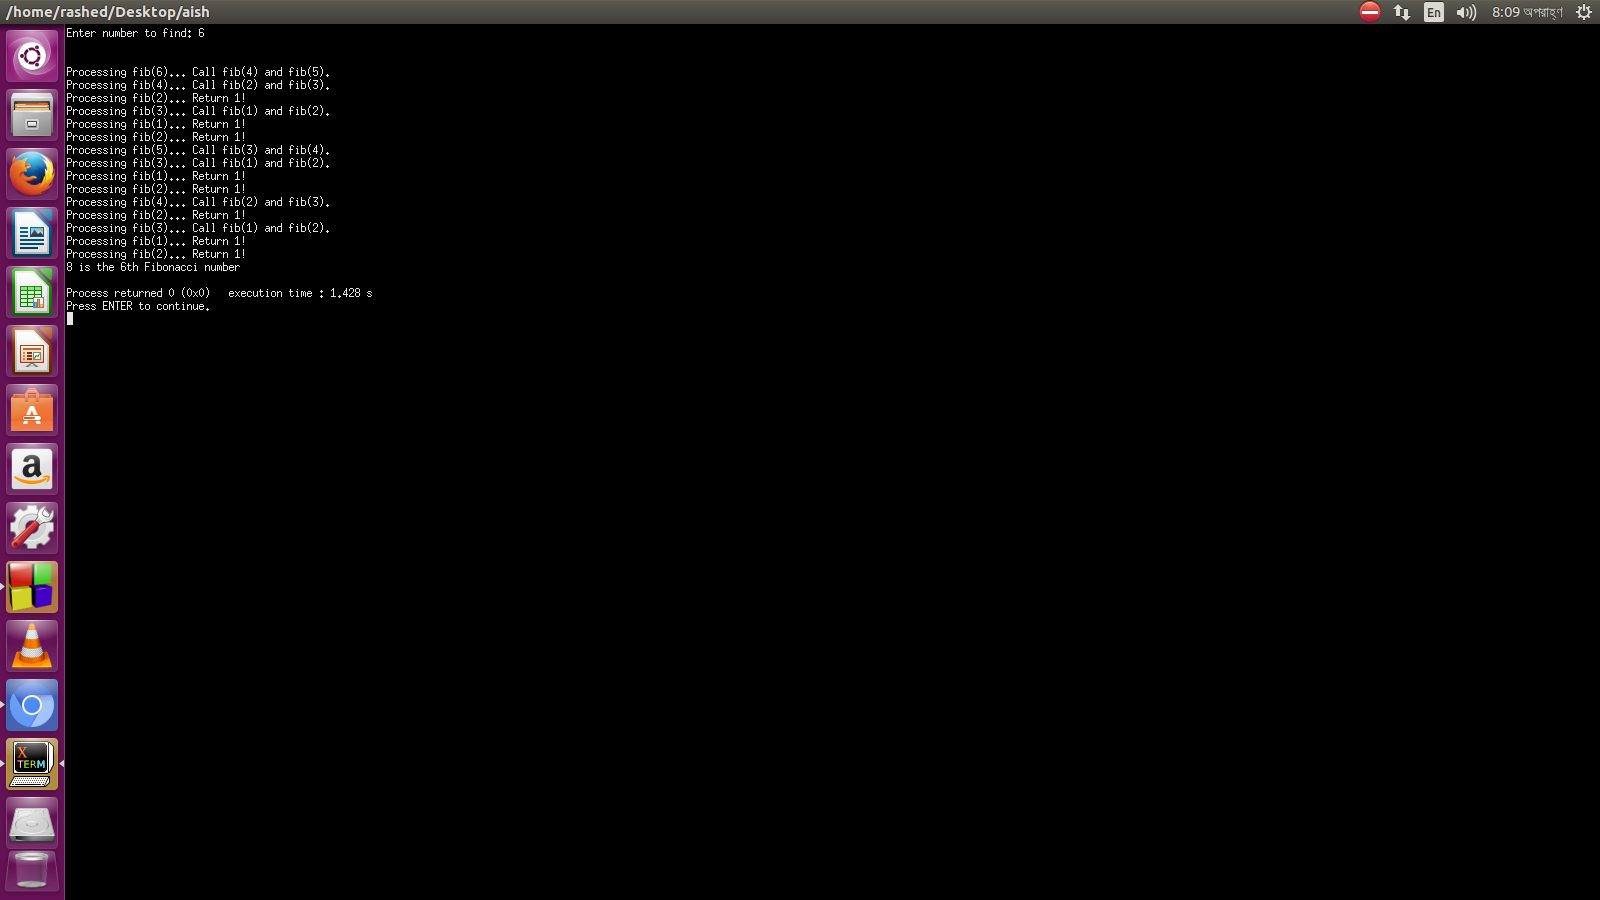 /home/rashed/Desktop/aish
En 8:09 অপরাহ্ণ
Enter number to find: 6
Processing fib(6)... Call fib(4) and fib(5).
Processing fib(4)... Call fib(2) and fib(3).
Processing fib(2)... Return 1!
Processing fib(3)... Call fib(1) and fib(2).
Processing fib(1)... Return 1!
Processing fib(2)... Return 1!
Processing fib(5)... Call fib(3) and fib(4).
Processing fib(3)... Call fib(1) and fib(2).
Processing fib(1)... Return 1!
Processing fib(2)... Return 1!
Processing fib(4)... Call fib(2) and fib(3).
Processing fib(2)... Return 1!
Processing fib(3)... Call fib(1) and fib(2).
Processing fib(1)... Return 1!
Processing fib(2)... Return 1!
8 is the 6th Fibonacci number
Process returned 0 (0x0)   execution time : 1.428 s
Press ENTER to continue.
A
a
X
TERM